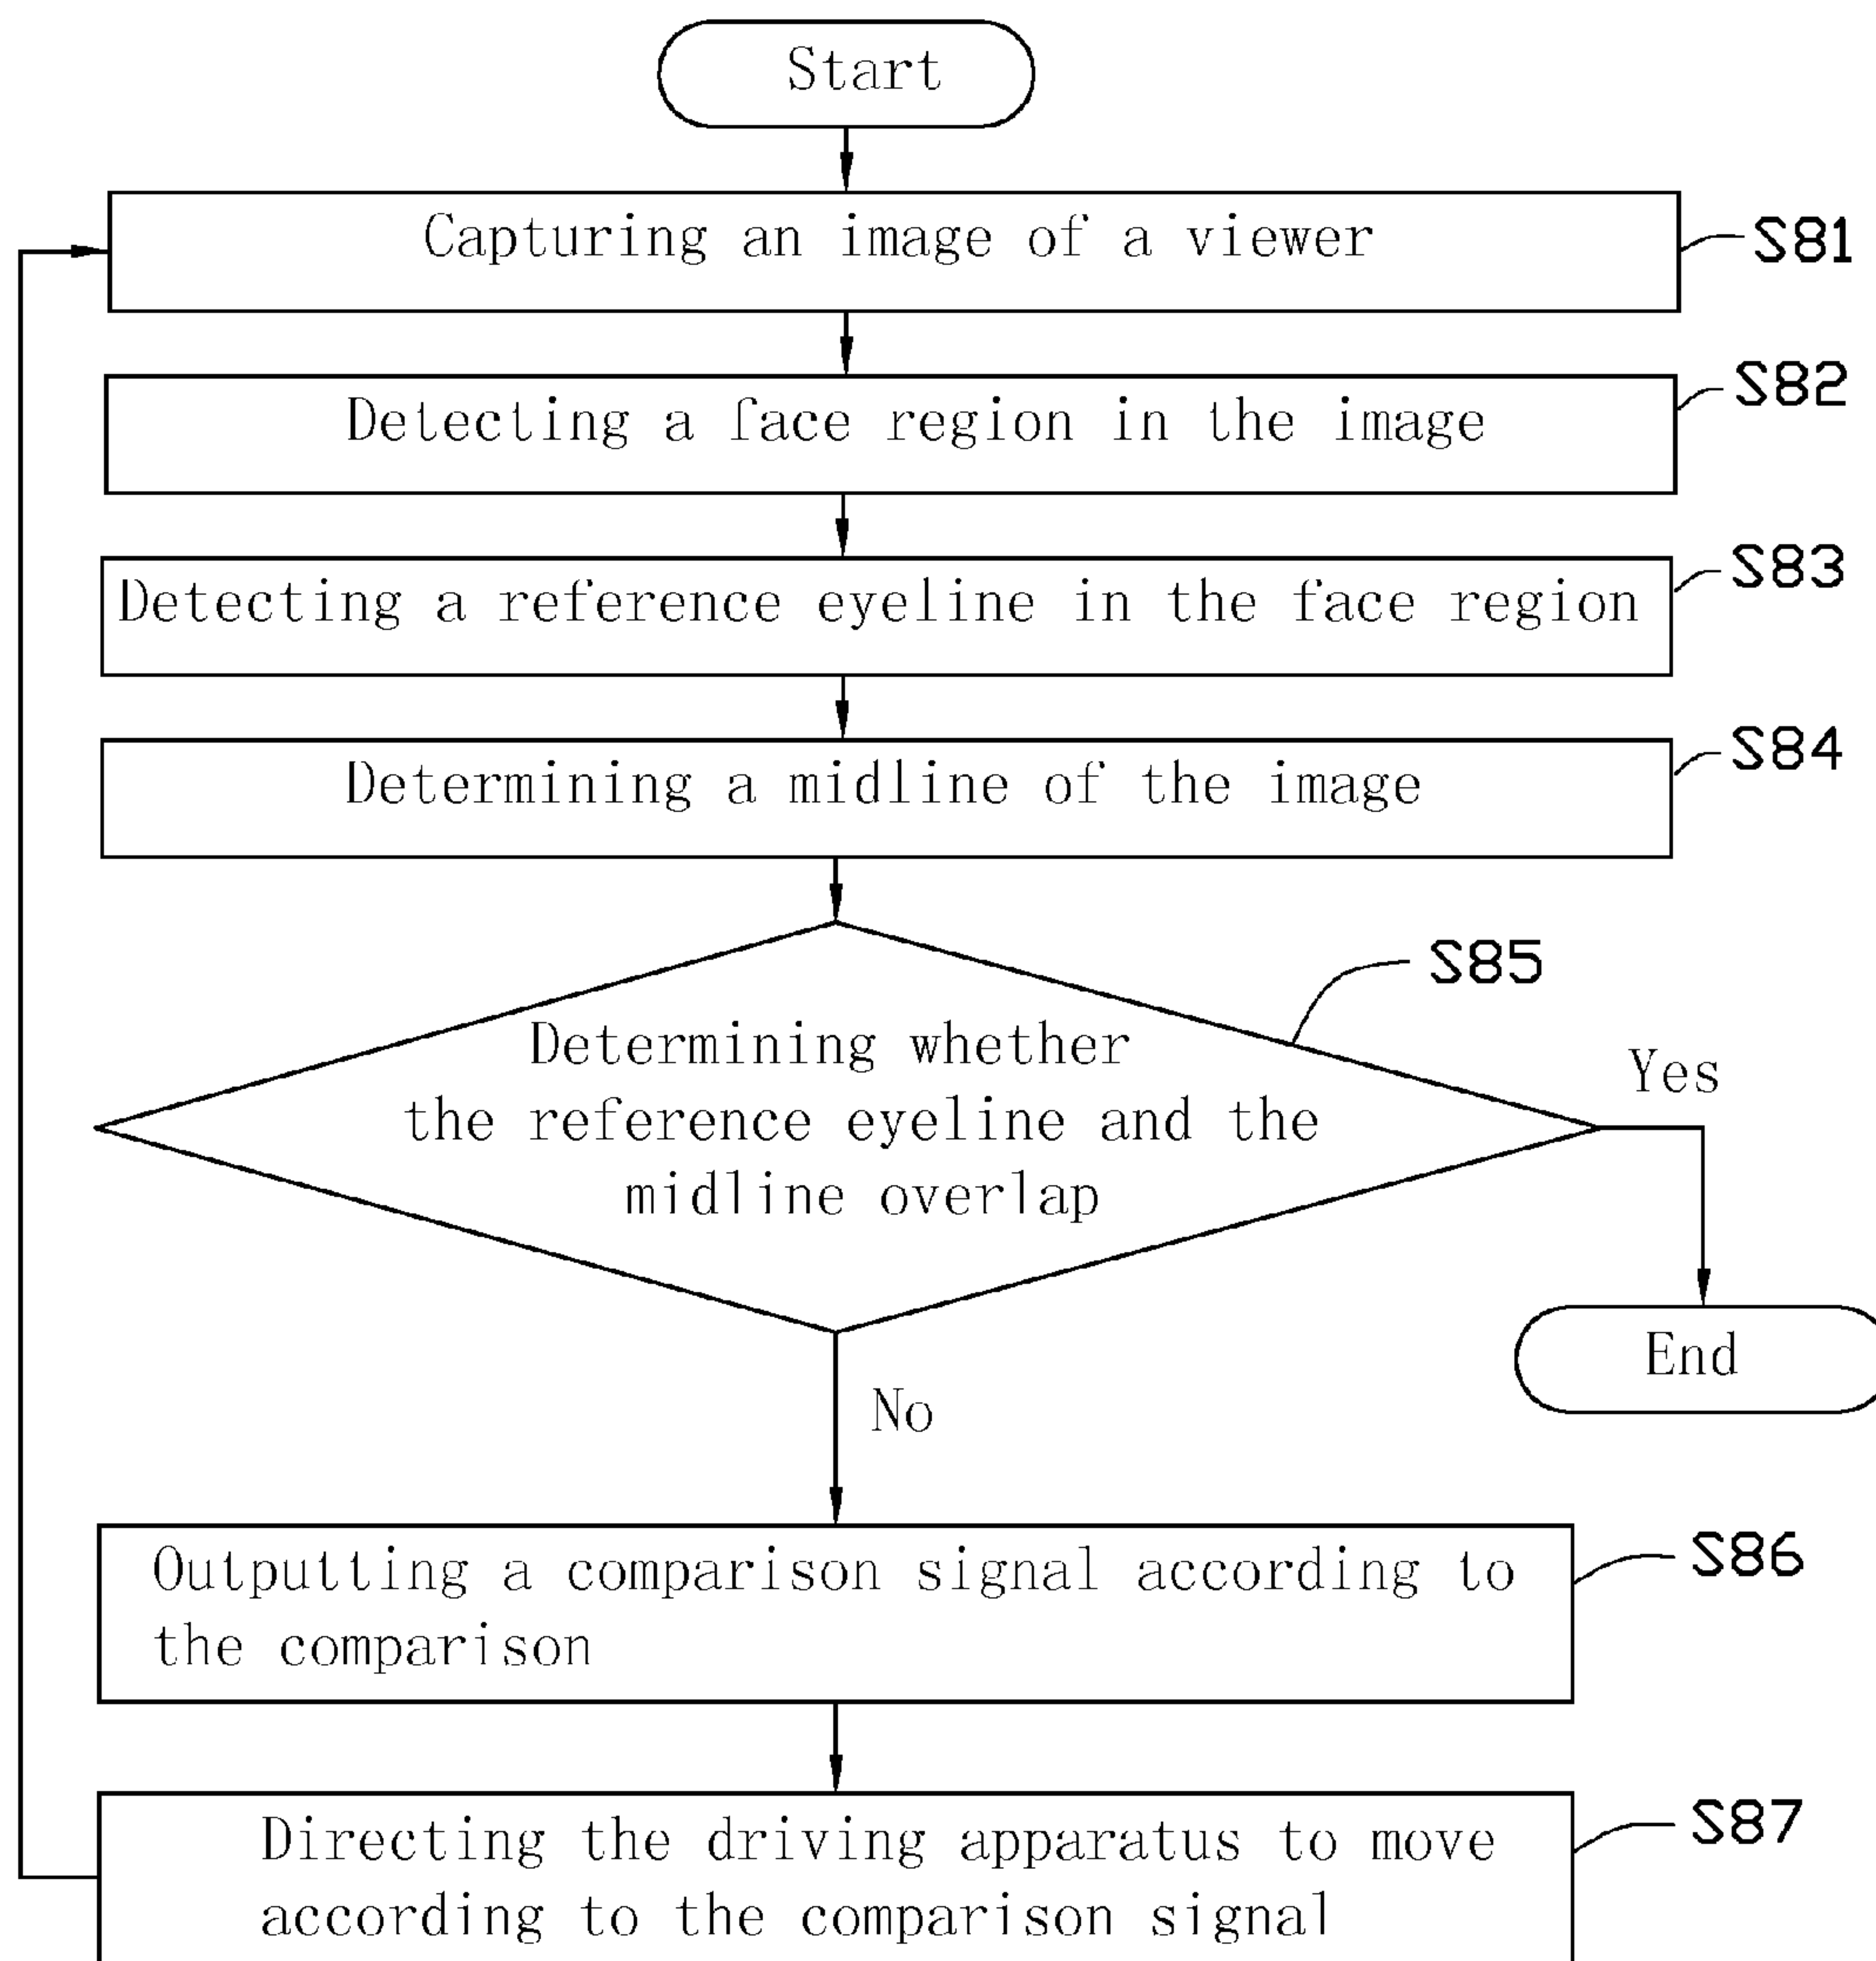 Start
Capturing an image of a viewer
S81
Detecting a face region in the image
S82
Detecting a reference eyeline in the face region
S83
Determining a midline of the image
S84
Determining whether
the reference eyeline and the
midline overlap
S85
Yes
End
No
Outputting a comparison signal according to
the comparison
S86
Directing the driving apparatus to move
according to the comparison signal
S87